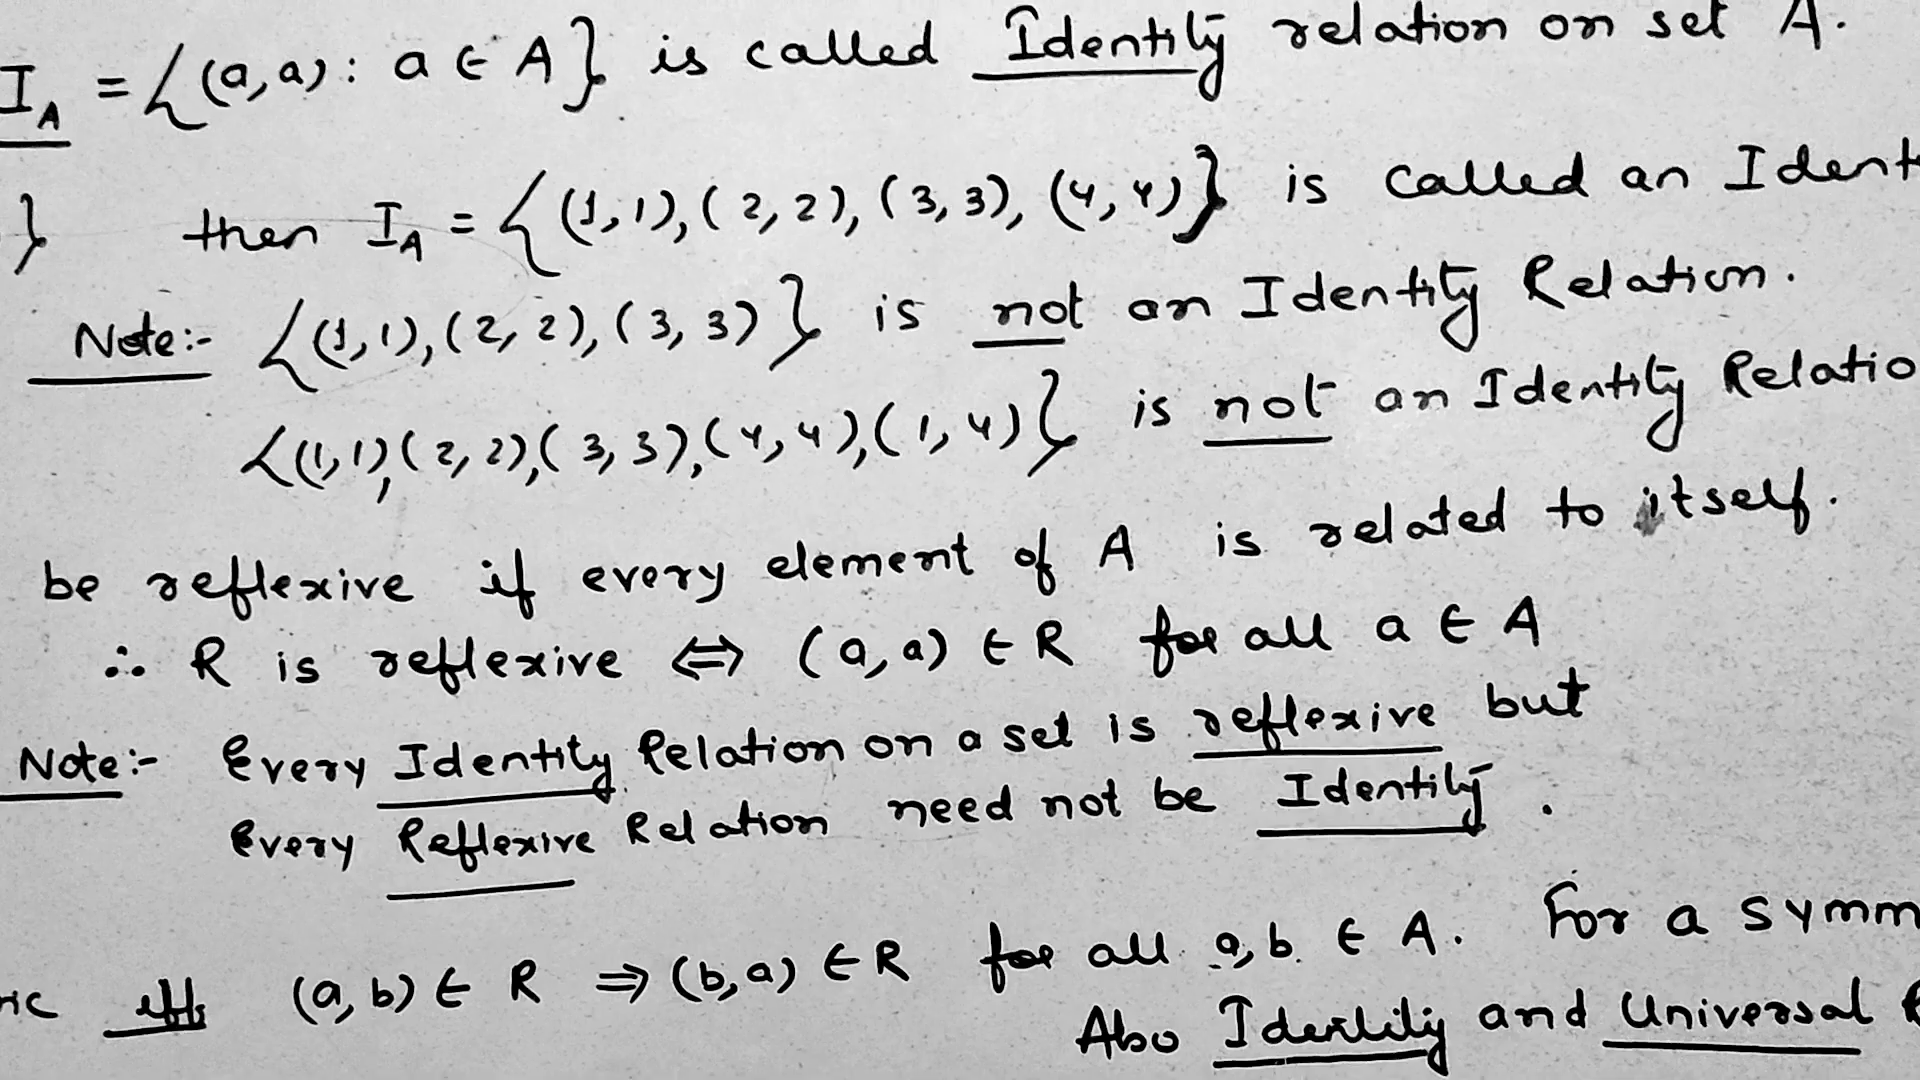 I_A = {(a,a): a ∈ A} is called Identity relation on set A.
} then I_A = {(1,1),(2,2),(3,3),(4,4)} is called an Ident
Note:- {(1,1),(2,2),(3,3)} is not an Identity Relation.
{(1,1),(2,2),(3,3),(4,4),(1,4)} is not an Identity Relatio
be reflexive if every element of A is related to itself.
∴ R is reflexive ⇔ (a,a) ∈ R for all a ∈ A
Note:- Every Identity Relation on a set is reflexive but
Every Reflexive Relation need not be Identity.
ric iff (a,b) ∈ R ⇒ (b,a) ∈ R for all a,b ∈ A. For a symm
Also Identity and Universal R